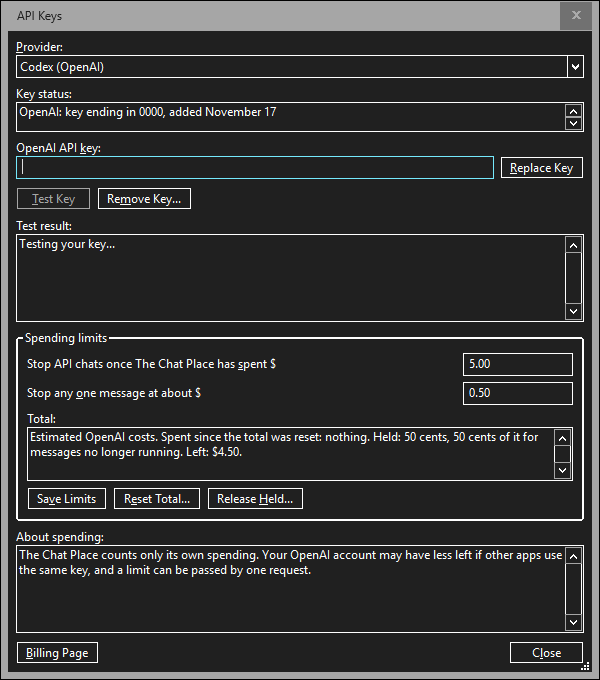 API Keys
Provider:
Codex (OpenAI)
Key status:
OpenAI: key ending in 0000, added November 17
OpenAI API key:
Replace Key
Test Key
Remove Key...
Test result:
Testing your key...
Spending limits
Stop API chats once The Chat Place has spent $
5.00
Stop any one message at about $
0.50
Total:
Estimated OpenAI costs. Spent since the total was reset: nothing. Held: 50 cents, 50 cents of it for
messages no longer running. Left: $4.50.
Save Limits
Reset Total...
Release Held...
About spending:
The Chat Place counts only its own spending. Your OpenAI account may have less left if other apps use
the same key, and a limit can be passed by one request.
Billing Page
Close